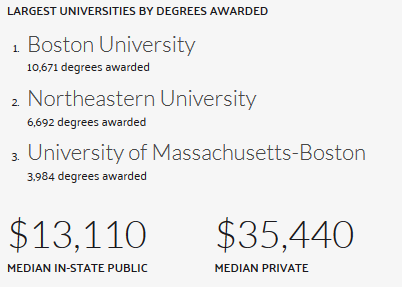 LARGEST UNIVERSITIES BY DEGREES AWARDED
1. Boston University
10,671 degrees awarded
2. Northeastern University
6,692 degrees awarded
3. University of Massachusetts-Boston
3,984 degrees awarded
$13,110 $35,440
MEDIAN IN-STATE PUBLIC MEDIAN PRIVATE